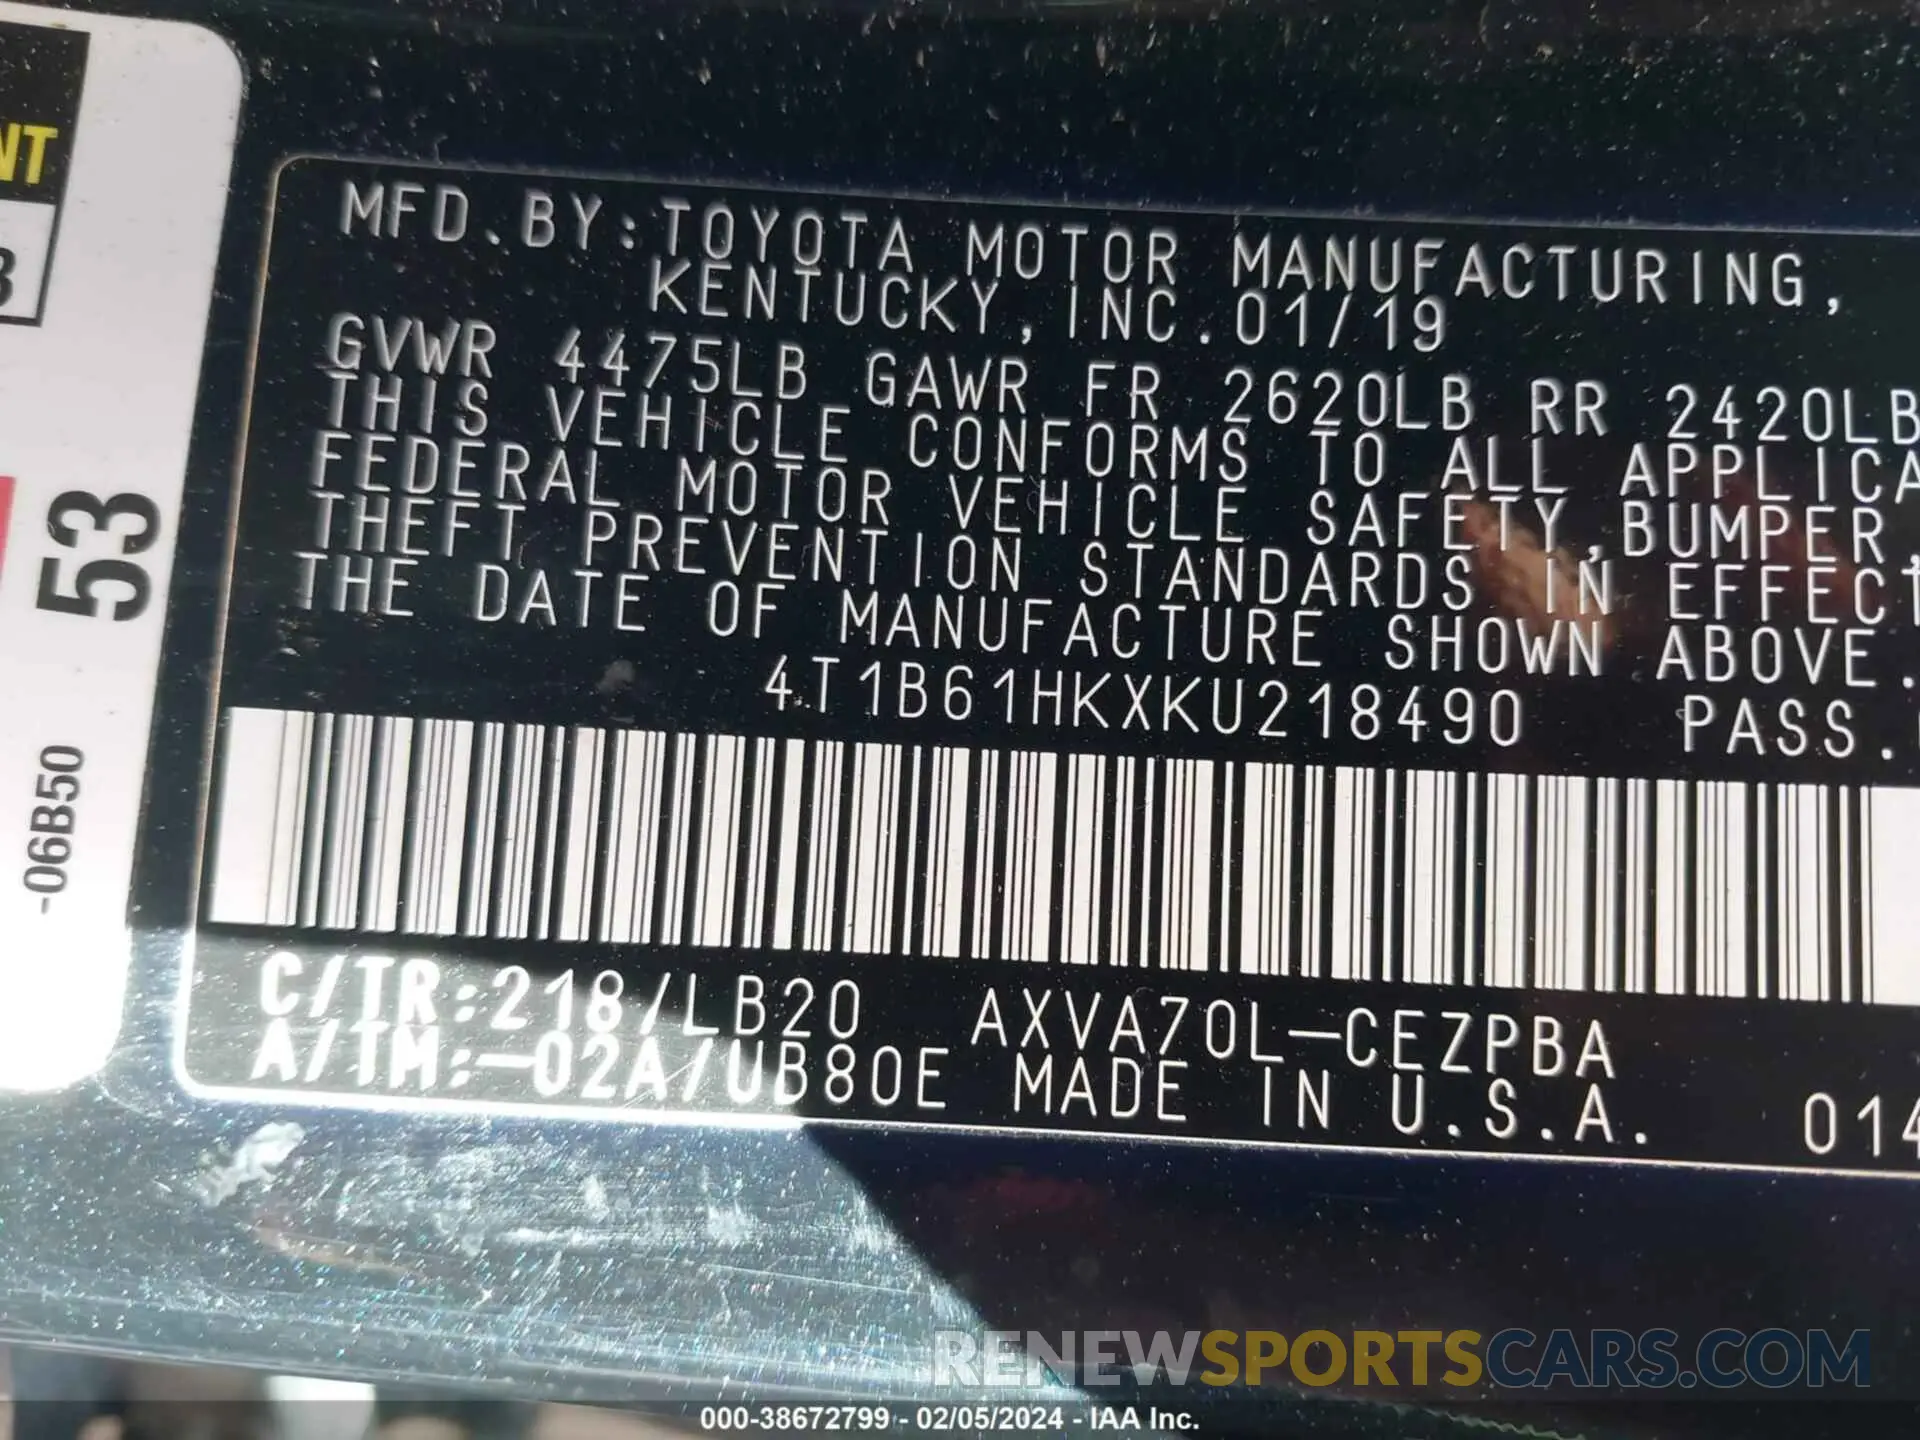 NT
53
-06B50
MFD.BY:TOYOTA MOTOR MANUFACTURING,
KENTUCKY,INC.01/19
GVWR 4475LB GAWR FR 2620LB RR 2420LB
THIS VEHICLE CONFORMS TO ALL APPLICA
FEDERAL MOTOR VEHICLE SAFETY,BUMPER,
THEFT PREVENTION STANDARDS IN EFFECT
THE DATE OF MANUFACTURE SHOWN ABOVE.
4T1B61HKXKU218490 PASS.
C/TR:218/LB20 AXVA70L-CEZPBA
A/TM:-02A/UB80E MADE IN U.S.A. 014
RENEWSPORTSCARS.COM
000-38672799 - 02/05/2024 - IAA Inc.